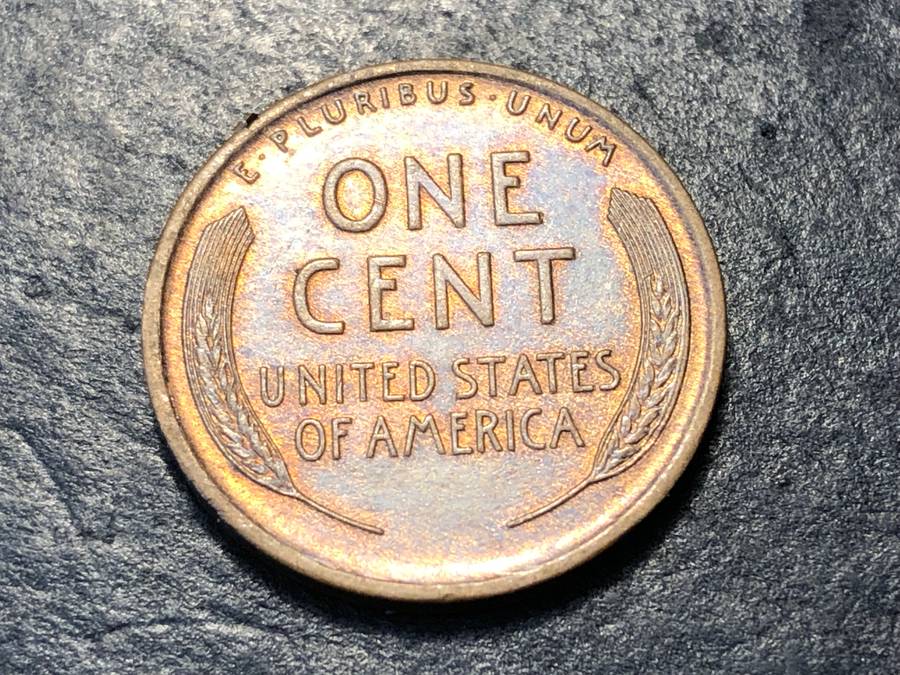 E·PLURIBUS·UNUM
ONE
CENT
UNITED STATES
OF AMERICA